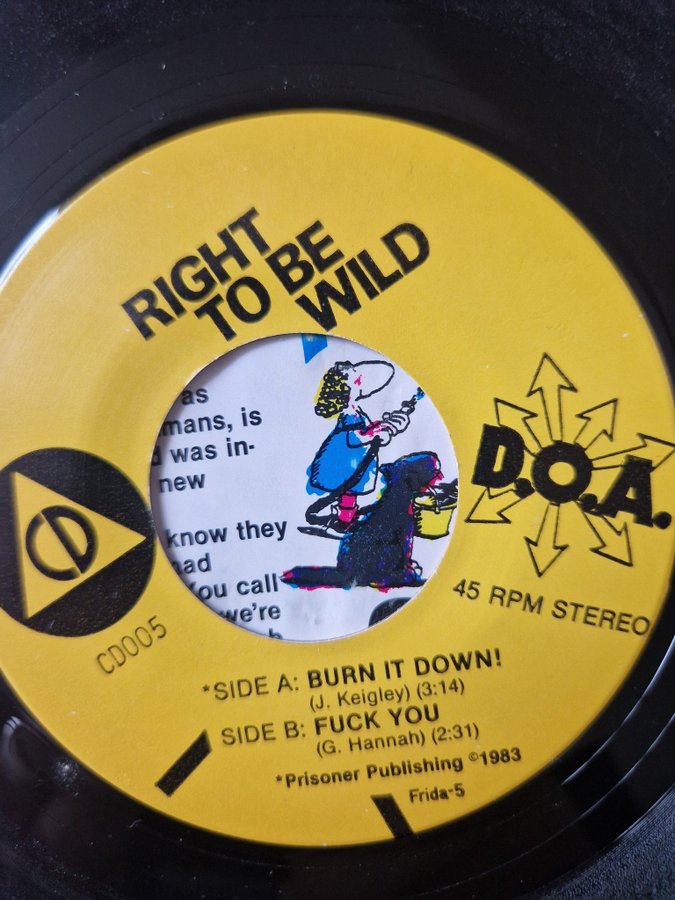 RIGHT
TO BE
WILD
as
mans, is
was in-
new
know they
had
You call
we're
D.O.A.
CD
CD005
45 RPM STEREO
*SIDE A: BURN IT DOWN!
(J. Keigley) (3:14)
SIDE B: FUCK YOU
(G. Hannah) (2:31)
*Prisoner Publishing ©1983
Frida-5